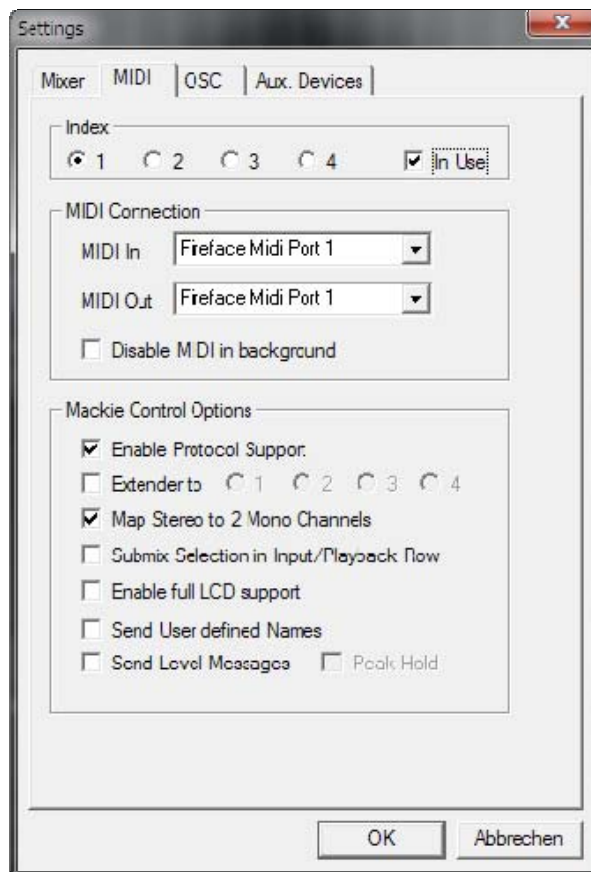 Settings
Mixer MIDI OSC Aux. Devices
Index
1 2 3 4 In Use
MIDI Connection
MIDI In Fireface Midi Port 1
MIDI Out Fireface Midi Port 1
Disable MIDI in background
Mackie Control Options
Enable Protocol Support
Extender to 1 2 3 4
Map Stereo to 2 Mono Channels
Submix Selection in Input/Playback Row
Enable full LCD support
Send User defined Names
Send Level Messages Peak Hold
OK Abbrechen